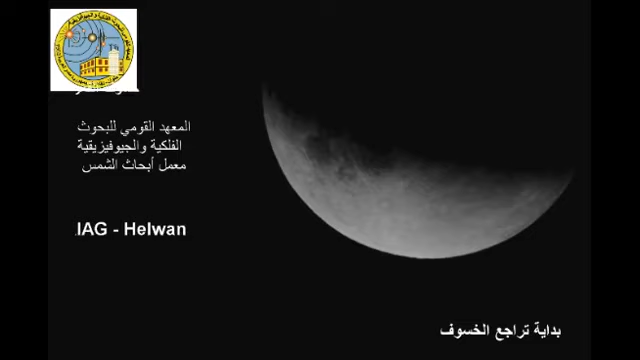 المعهد القومي للبحوث
الفلكية والجيوفيزيقية
معمل أبحاث الشمس
IAG - Helwan
بداية تراجع الخسوف